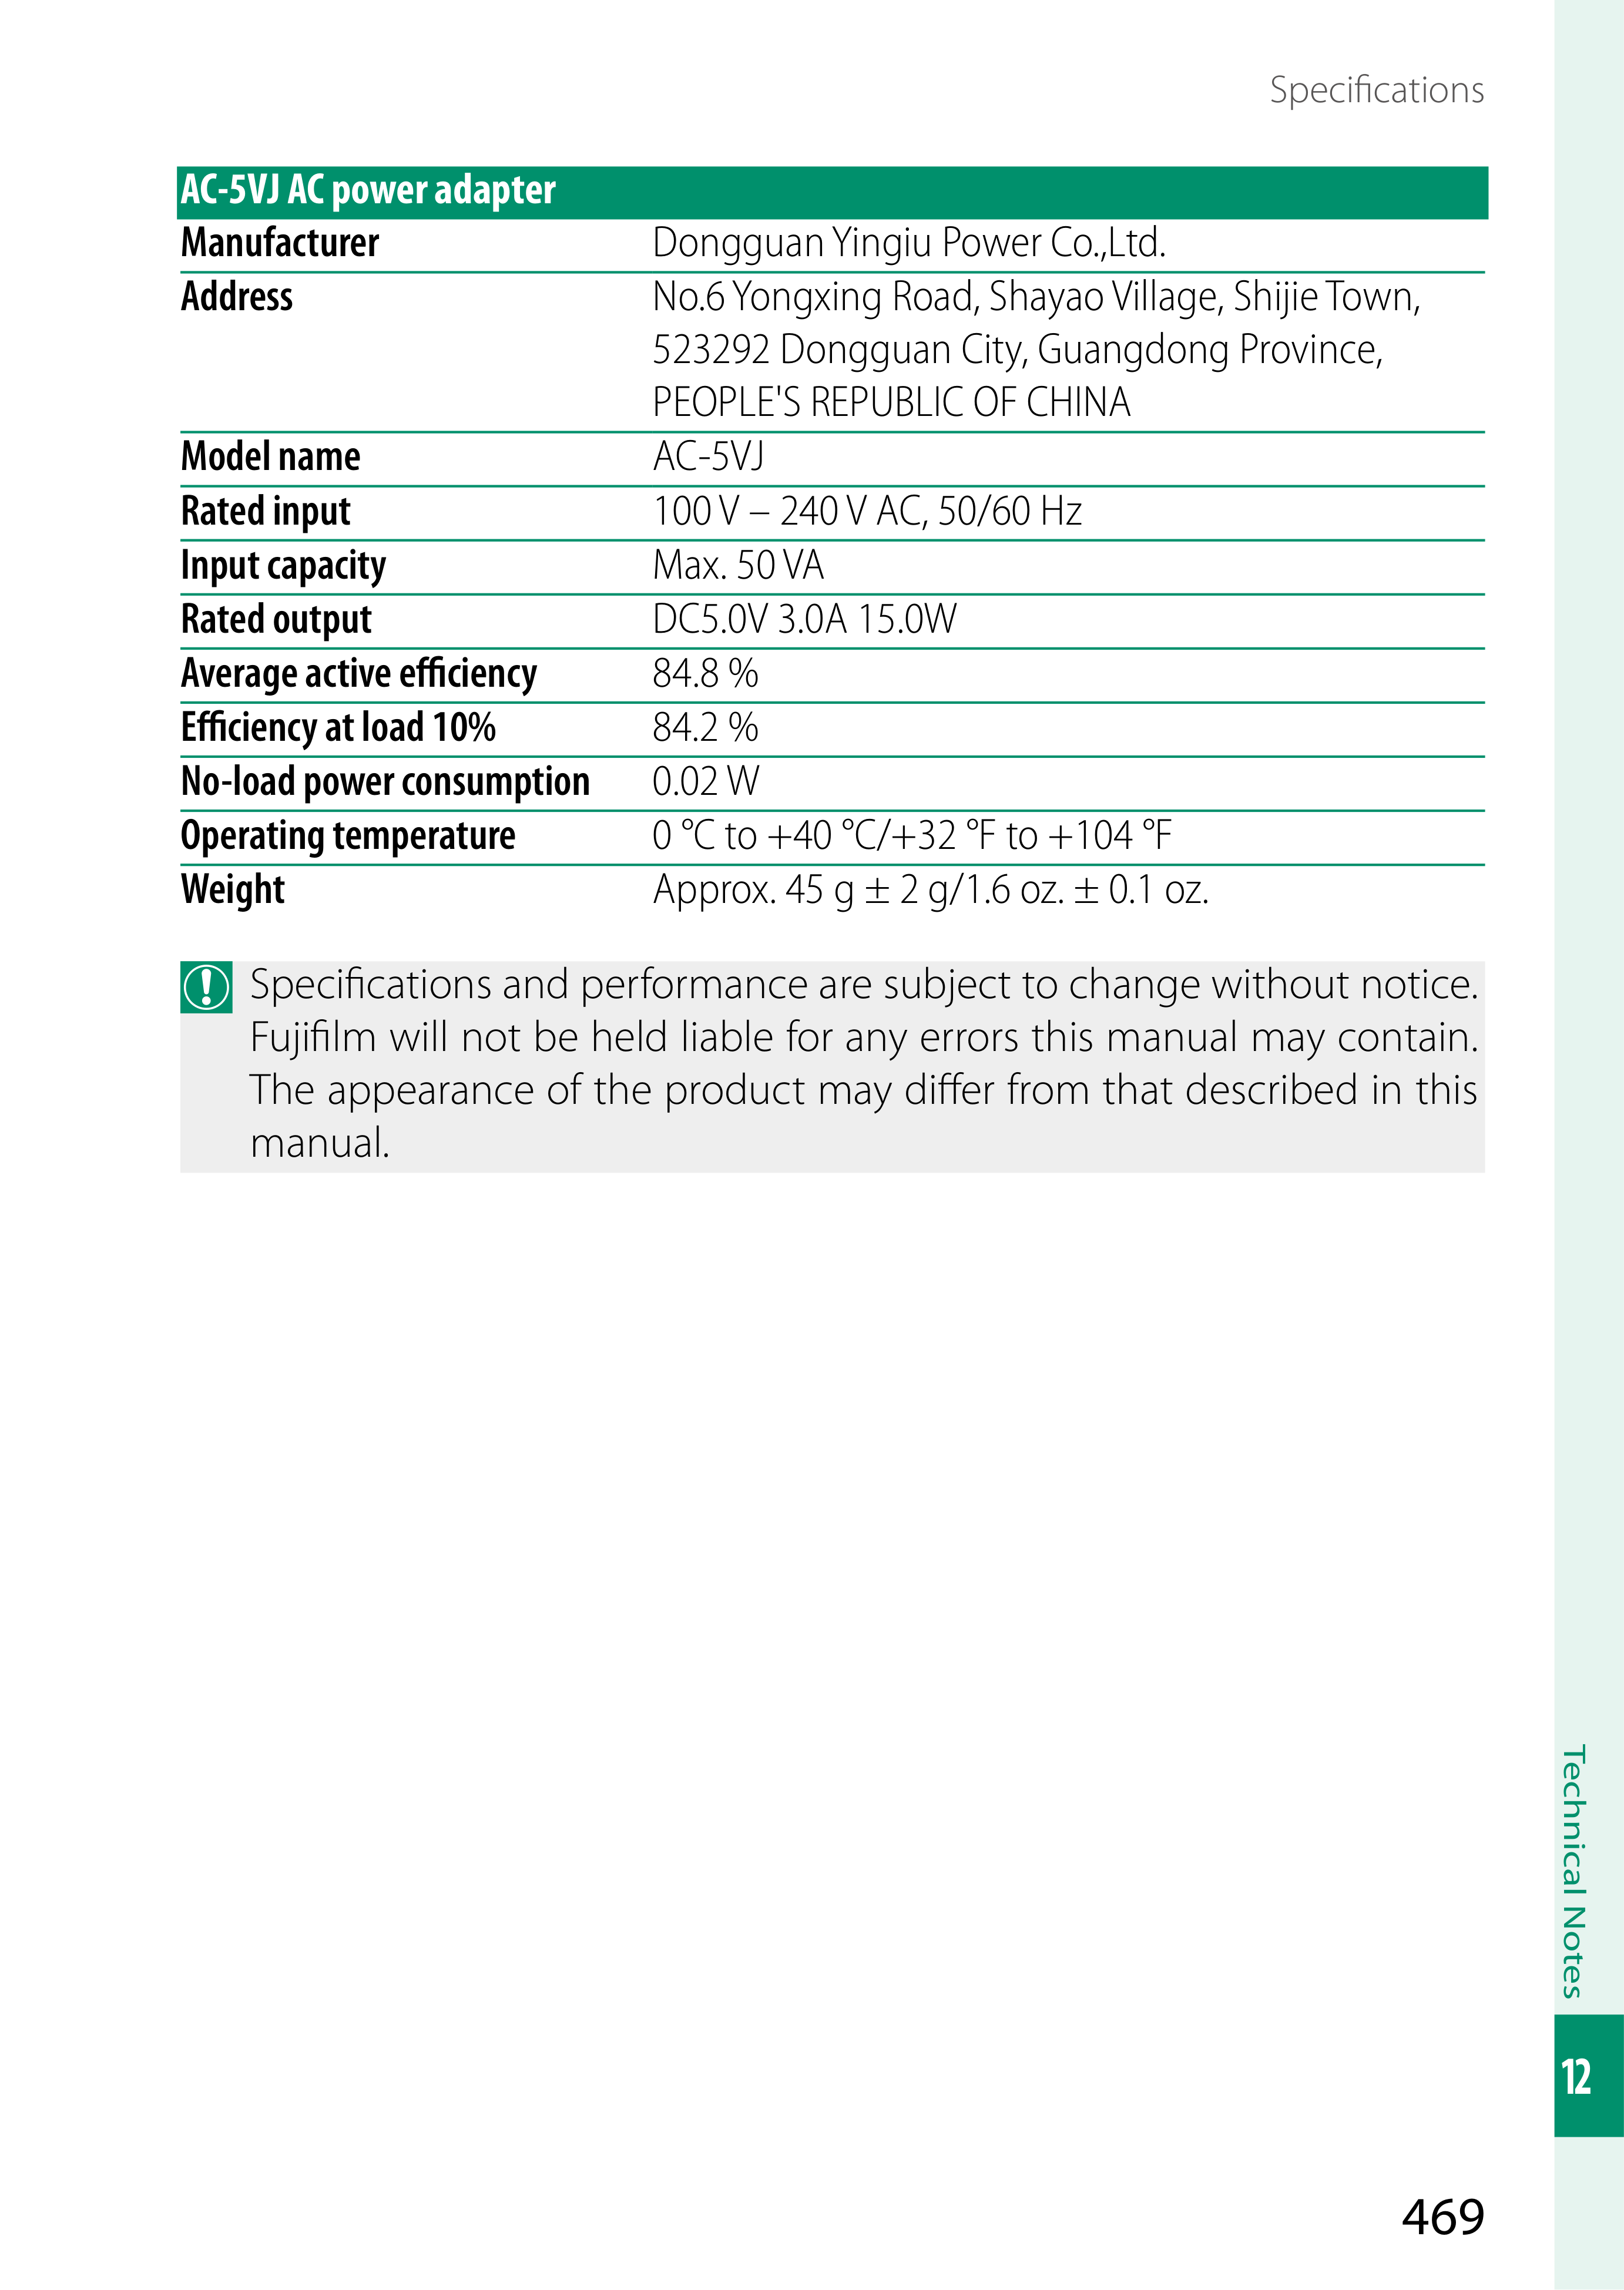 Specifications
AC-5VJ AC power adapter
Manufacturer Dongguan Yingiu Power Co.,Ltd.
Address No.6 Yongxing Road, Shayao Village, Shijie Town,
523292 Dongguan City, Guangdong Province,
PEOPLE'S REPUBLIC OF CHINA
Model name AC-5VJ
Rated input 100 V – 240 V AC, 50/60 Hz
Input capacity Max. 50 VA
Rated output DC5.0V 3.0A 15.0W
Average active efficiency 84.8 %
Efficiency at load 10% 84.2 %
No-load power consumption 0.02 W
Operating temperature 0 °C to +40 °C/+32 °F to +104 °F
Weight Approx. 45 g ± 2 g/1.6 oz. ± 0.1 oz.
Specifications and performance are subject to change without notice.
Fujifilm will not be held liable for any errors this manual may contain.
The appearance of the product may differ from that described in this
manual.
Technical Notes
12
469